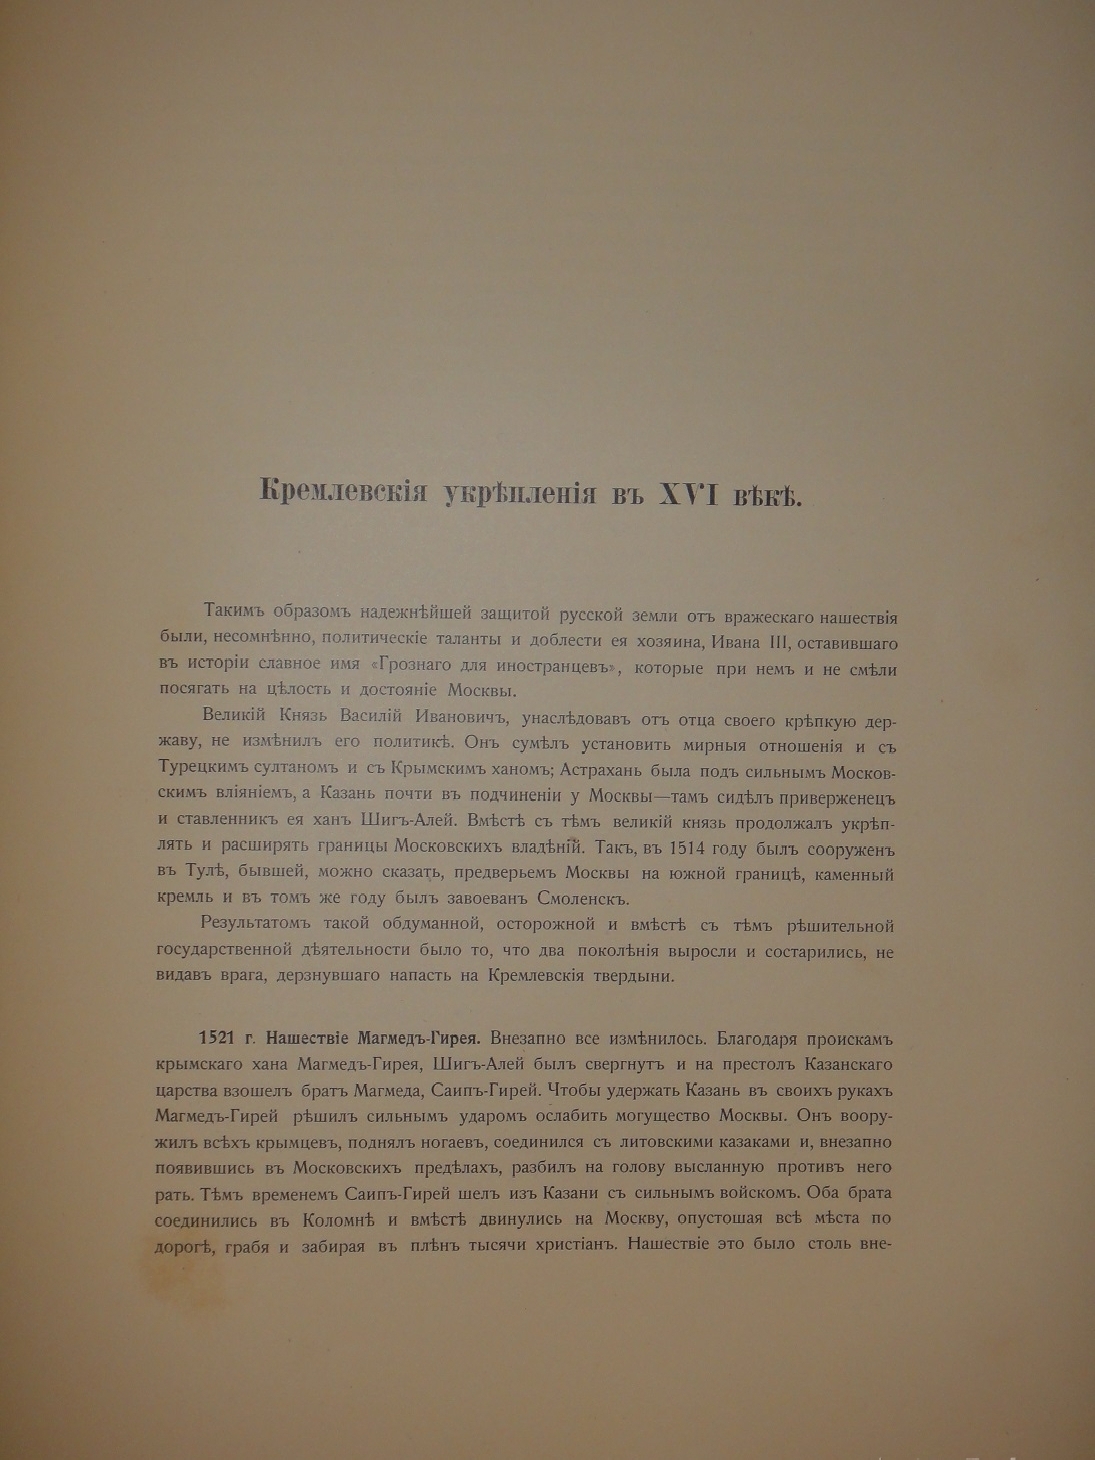 Кремлевскія укрѣпленія въ XVI вѣкѣ.
Такимъ образомъ надежнѣйшей защитой русской земли отъ вражескаго нашествія
были, несомнѣнно, политическіе таланты и доблести ея хозяина, Ивана III, оставившаго
въ исторіи славное имя «Грознаго для иностранцевъ», которые при немъ и не смѣли
посягать на цѣлость и достояніе Москвы.
Великій Князь Василій Ивановичъ, унаслѣдовавъ отъ отца своего крѣпкую дер-
жаву, не измѣнилъ его политикѣ. Онъ сумѣлъ установить мирныя отношенія и съ
Турецкимъ султаномъ и съ Крымскимъ ханомъ; Астрахань была подъ сильнымъ Москов-
скимъ вліяніемъ, а Казань почти въ подчиненіи у Москвы—тамъ сидѣлъ приверженецъ
и ставленникъ ея ханъ Шигъ-Алей. Вмѣстѣ съ тѣмъ великій князь продолжалъ укрѣп-
лять и расширять границы Московскихъ владѣній. Такъ, въ 1514 году былъ сооруженъ
въ Тулѣ, бывшей, можно сказать, предверьемъ Москвы на южной границѣ, каменный
кремль и въ томъ же году былъ завоеванъ Смоленскъ.
Результатомъ такой обдуманной, осторожной и вмѣстѣ съ тѣмъ рѣшительной
государственной дѣятельности было то, что два поколѣнія выросли и состарились, не
видавъ врага, дерзнувшаго напасть на Кремлевскія твердыни.
1521 г. Нашествіе Магмедъ-Гирея. Внезапно все измѣнилось. Благодаря проискамъ
крымскаго хана Магмедъ-Гирея, Шигъ-Алей былъ свергнутъ и на престолъ Казанскаго
царства взошелъ братъ Магмеда, Саипъ-Гирей. Чтобы удержать Казань въ своихъ рукахъ
Магмедъ-Гирей рѣшилъ сильнымъ ударомъ ослабить могущество Москвы. Онъ воору-
жилъ всѣхъ крымцевъ, поднялъ ногаевъ, соединился съ литовскими казаками и, внезапно
появившись въ Московскихъ предѣлахъ, разбилъ на голову высланную противъ него
рать. Тѣмъ временемъ Саипъ-Гирей шелъ изъ Казани съ сильнымъ войскомъ. Оба брата
соединились въ Коломнѣ и вмѣстѣ двинулись на Москву, опустошая всѣ мѣста по
дорогѣ, грабя и забирая въ плѣнъ тысячи христіанъ. Нашествіе это было столь вне-